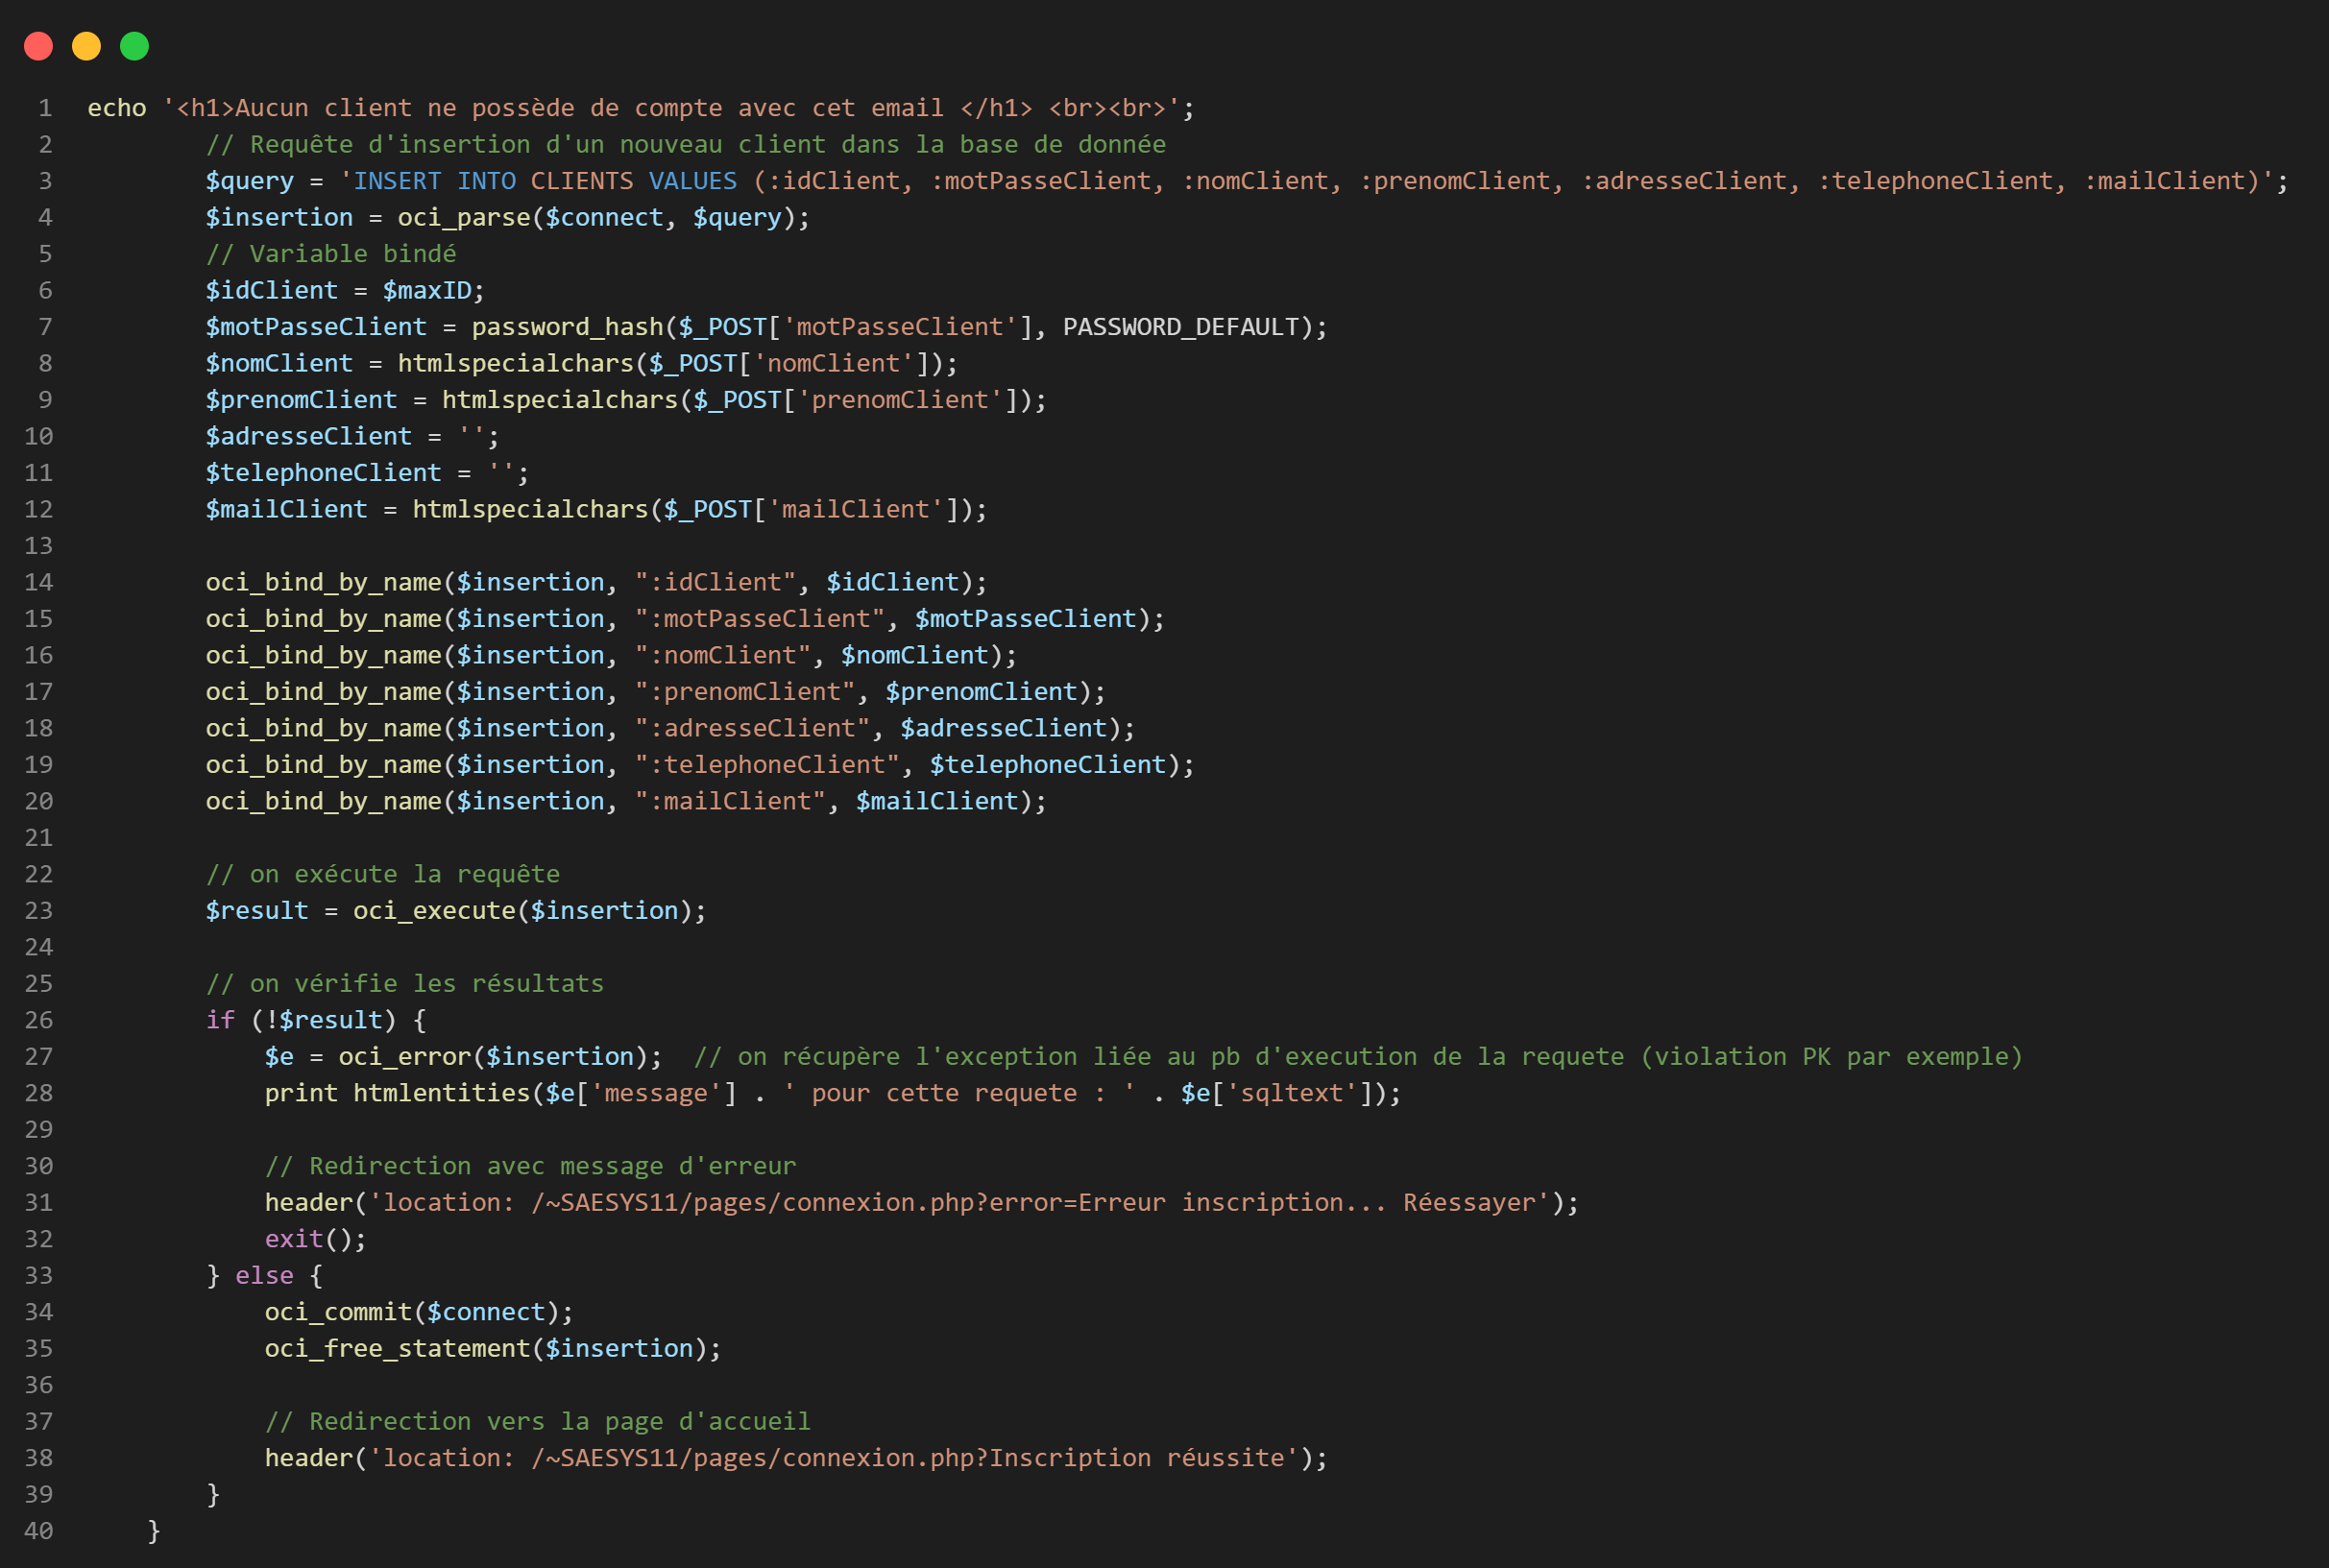 1 echo '<h1>Aucun client ne possède de compte avec cet email </h1> <br><br>';
2 // Requête d'insertion d'un nouveau client dans la base de donnée
3 $query = 'INSERT INTO CLIENTS VALUES (:idClient, :motPasseClient, :nomClient, :prenomClient, :adresseClient, :telephoneClient, :mailClient)';
4 $insertion = oci_parse($connect, $query);
5 // Variable bindé
6 $idClient = $maxID;
7 $motPasseClient = password_hash($_POST['motPasseClient'], PASSWORD_DEFAULT);
8 $nomClient = htmlspecialchars($_POST['nomClient']);
9 $prenomClient = htmlspecialchars($_POST['prenomClient']);
10 $adresseClient = '';
11 $telephoneClient = '';
12 $mailClient = htmlspecialchars($_POST['mailClient']);
13
14 oci_bind_by_name($insertion, ":idClient", $idClient);
15 oci_bind_by_name($insertion, ":motPasseClient", $motPasseClient);
16 oci_bind_by_name($insertion, ":nomClient", $nomClient);
17 oci_bind_by_name($insertion, ":prenomClient", $prenomClient);
18 oci_bind_by_name($insertion, ":adresseClient", $adresseClient);
19 oci_bind_by_name($insertion, ":telephoneClient", $telephoneClient);
20 oci_bind_by_name($insertion, ":mailClient", $mailClient);
21
22 // on exécute la requête
23 $result = oci_execute($insertion);
24
25 // on vérifie les résultats
26 if (!$result) {
27 $e = oci_error($insertion);  // on récupère l'exception liée au pb d'execution de la requete (violation PK par exemple)
28 print htmlentities($e['message'] . ' pour cette requete : ' . $e['sqltext']);
29
30 // Redirection avec message d'erreur
31 header('location: /~SAESYS11/pages/connexion.php?error=Erreur inscription... Réessayer');
32 exit();
33 } else {
34 oci_commit($connect);
35 oci_free_statement($insertion);
36
37 // Redirection vers la page d'accueil
38 header('location: /~SAESYS11/pages/connexion.php?Inscription réussite');
39 }
40 }